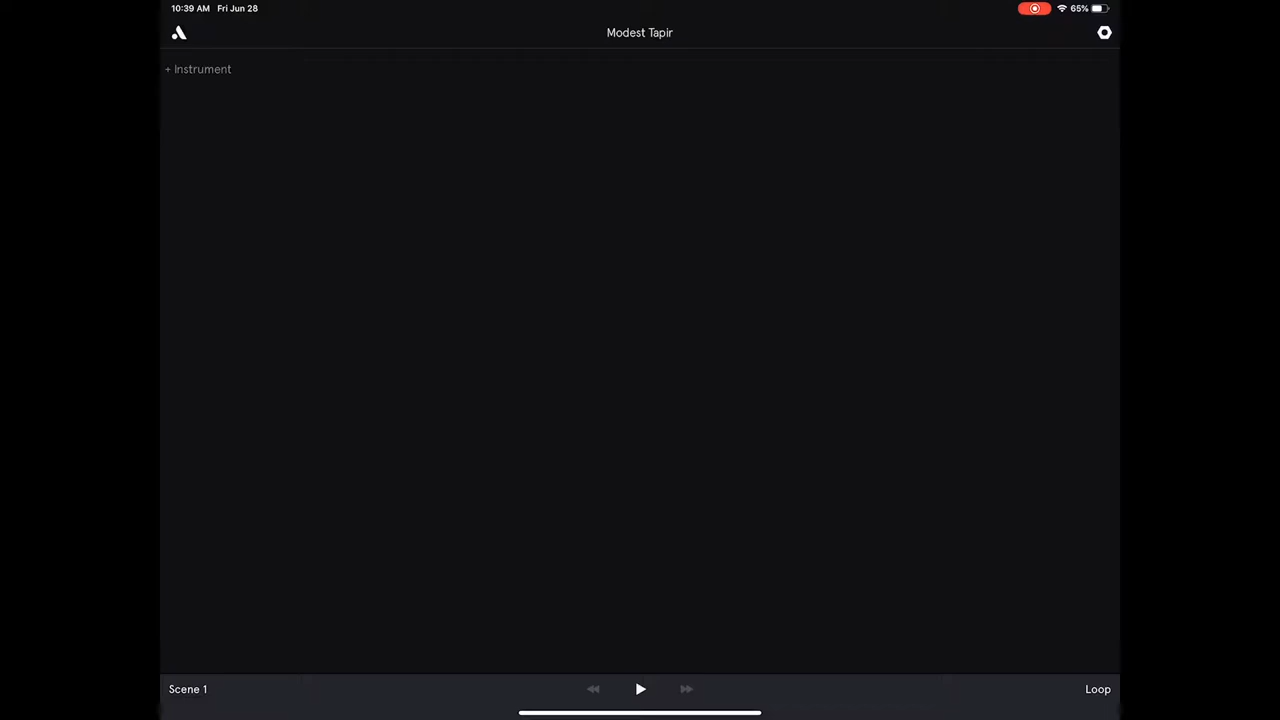 10:39 AM Fri Jun 28
65%
Modest Tapir
+ Instrument
Scene 1
Loop